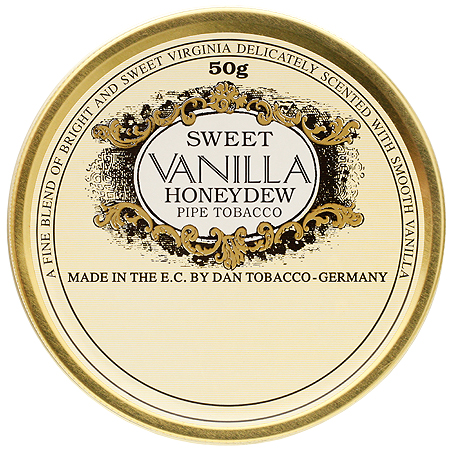 A FINE BLEND OF BRIGHT AND SWEET VIRGINIA DELICATELY SCENTED WITH SMOOTH VANILLA
50g
SWEET
VANILLA
HONEYDEW
PIPE TOBACCO
MADE IN THE E.C. BY DAN TOBACCO-GERMANY